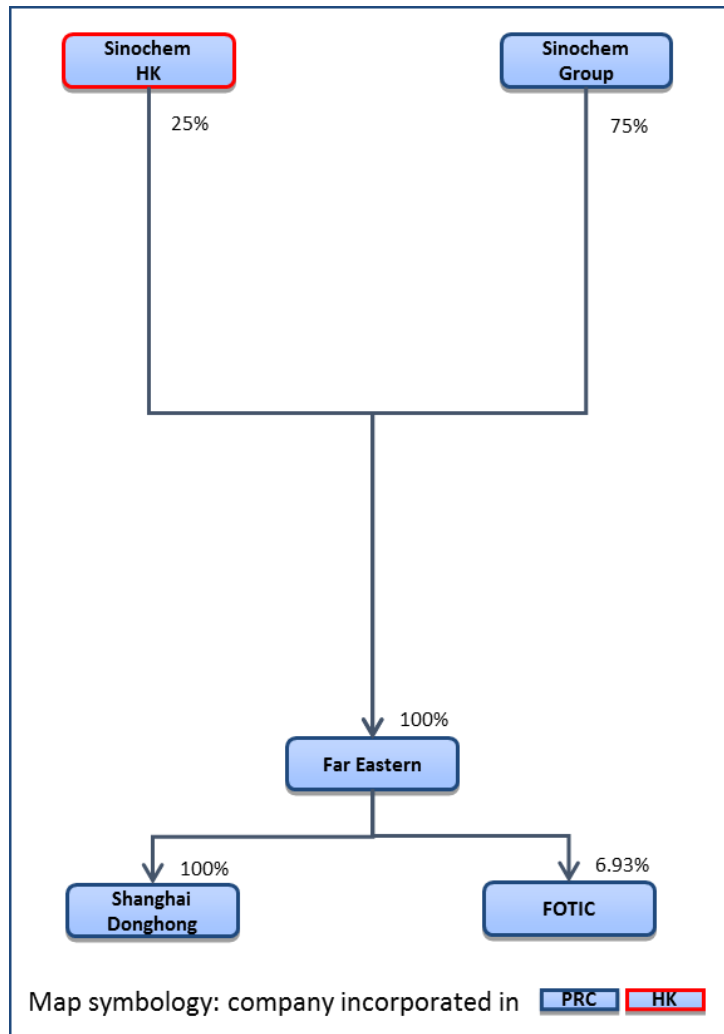 Sinochem
HK
Sinochem
Group
25%
75%
100%
Far Eastern
100%
6.93%
Shanghai
Donghong
FOTIC
Map symbology: company incorporated in PRC HK